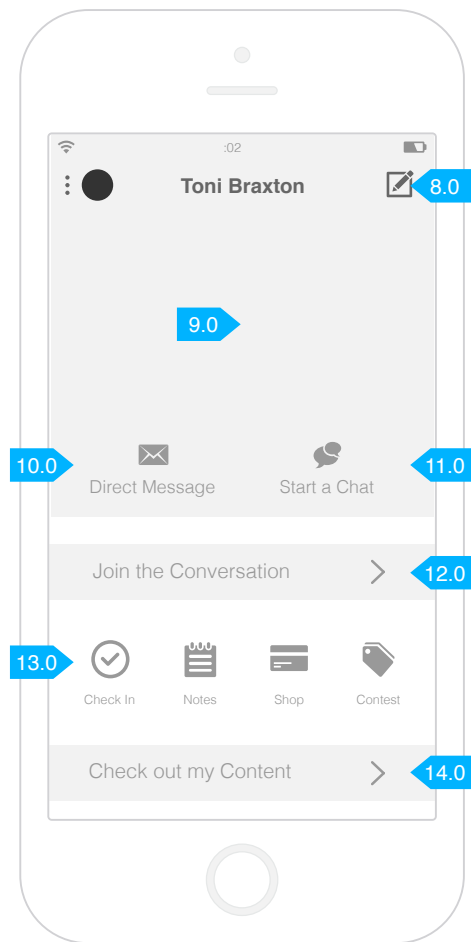 :02
Toni Braxton
8.0
9.0
10.0
11.0
Direct Message
Start a Chat
Join the Conversation
12.0
13.0
Check In
Notes
Shop
Contest
Check out my Content
14.0